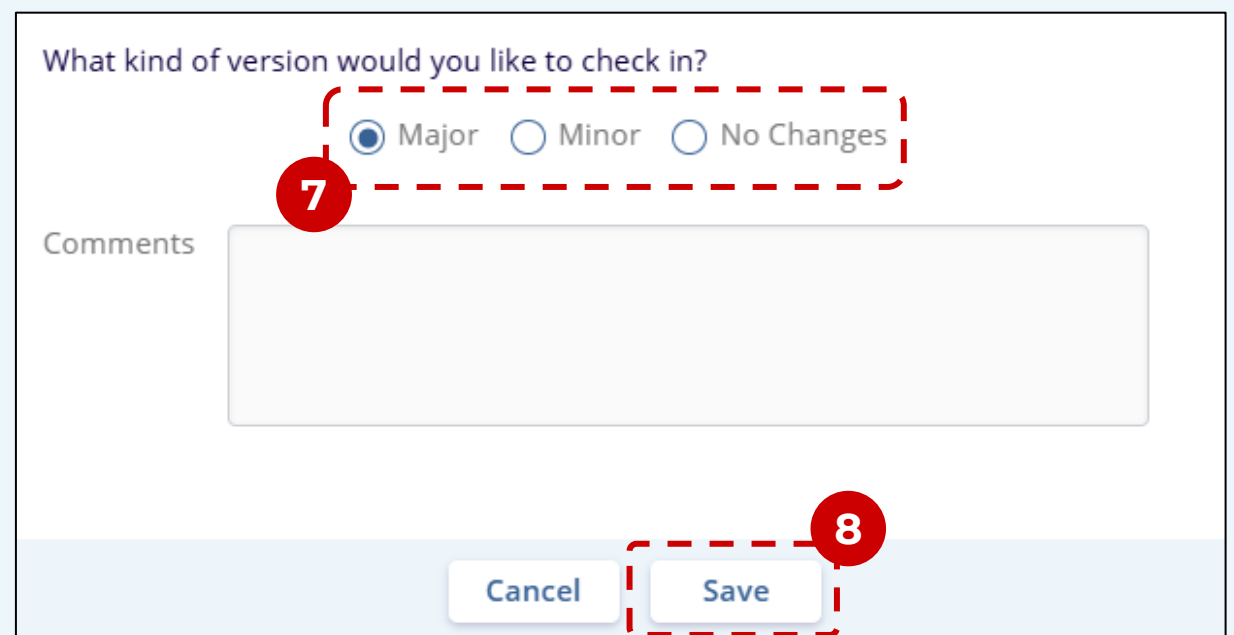 What kind of version would you like to check in?
Major Minor No Changes
7
Comments
8
Cancel Save